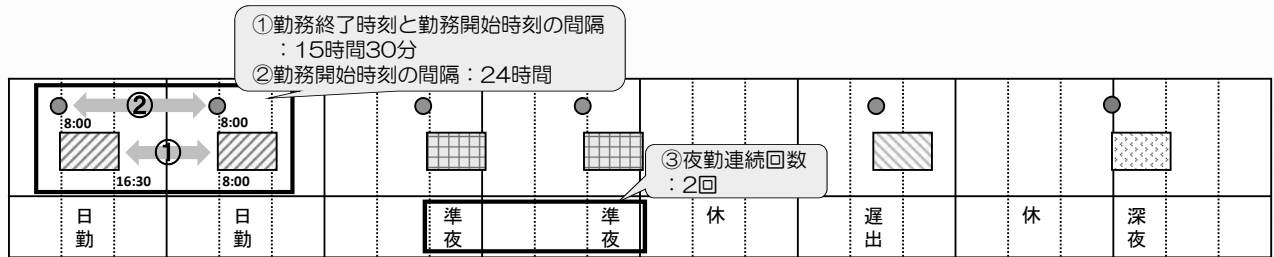 ①勤務終了時刻と勤務開始時刻の間隔
：15時間30分
②勤務開始時刻の間隔：24時間
②
8:00
8:00
①
16:30
8:00
③夜勤連続回数
：2回
日勤
日勤
準夜
準夜
休
遅出
休
深夜